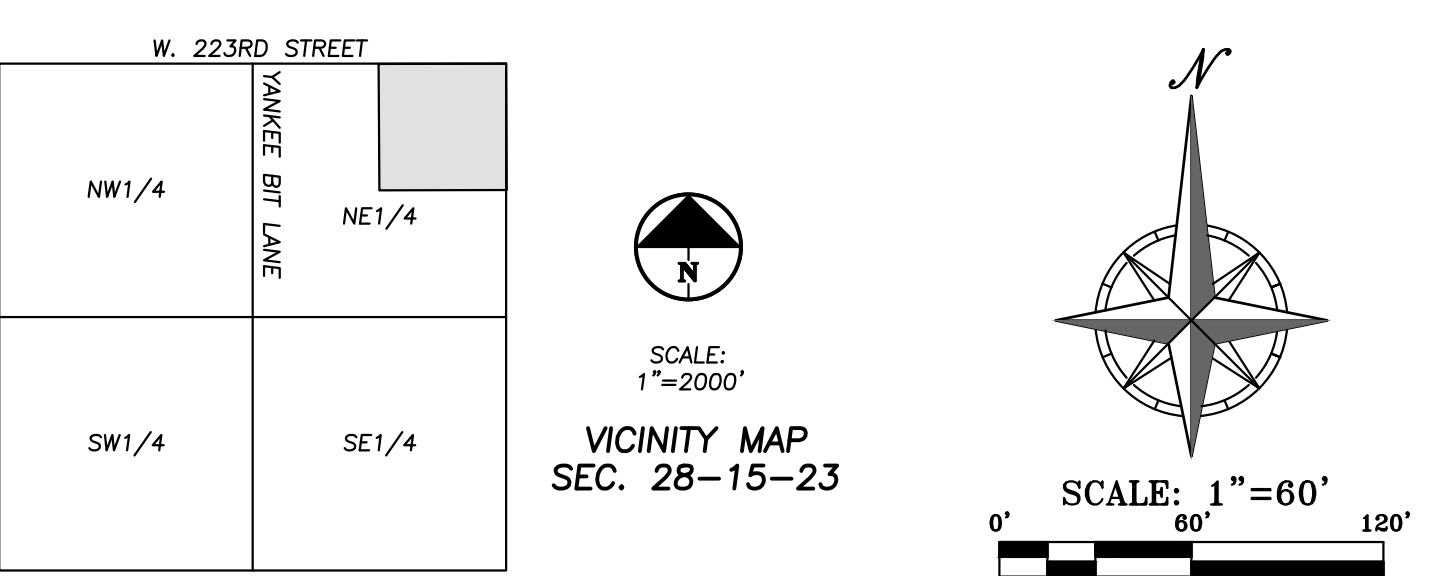 W. 223RD STREET
YANKEE BIT LANE
NW1/4
NE1/4
SW1/4
SE1/4
N
SCALE:
1"=2000'
VICINITY MAP
SEC. 28-15-23
N
SCALE: 1"=60'
0' 60' 120'